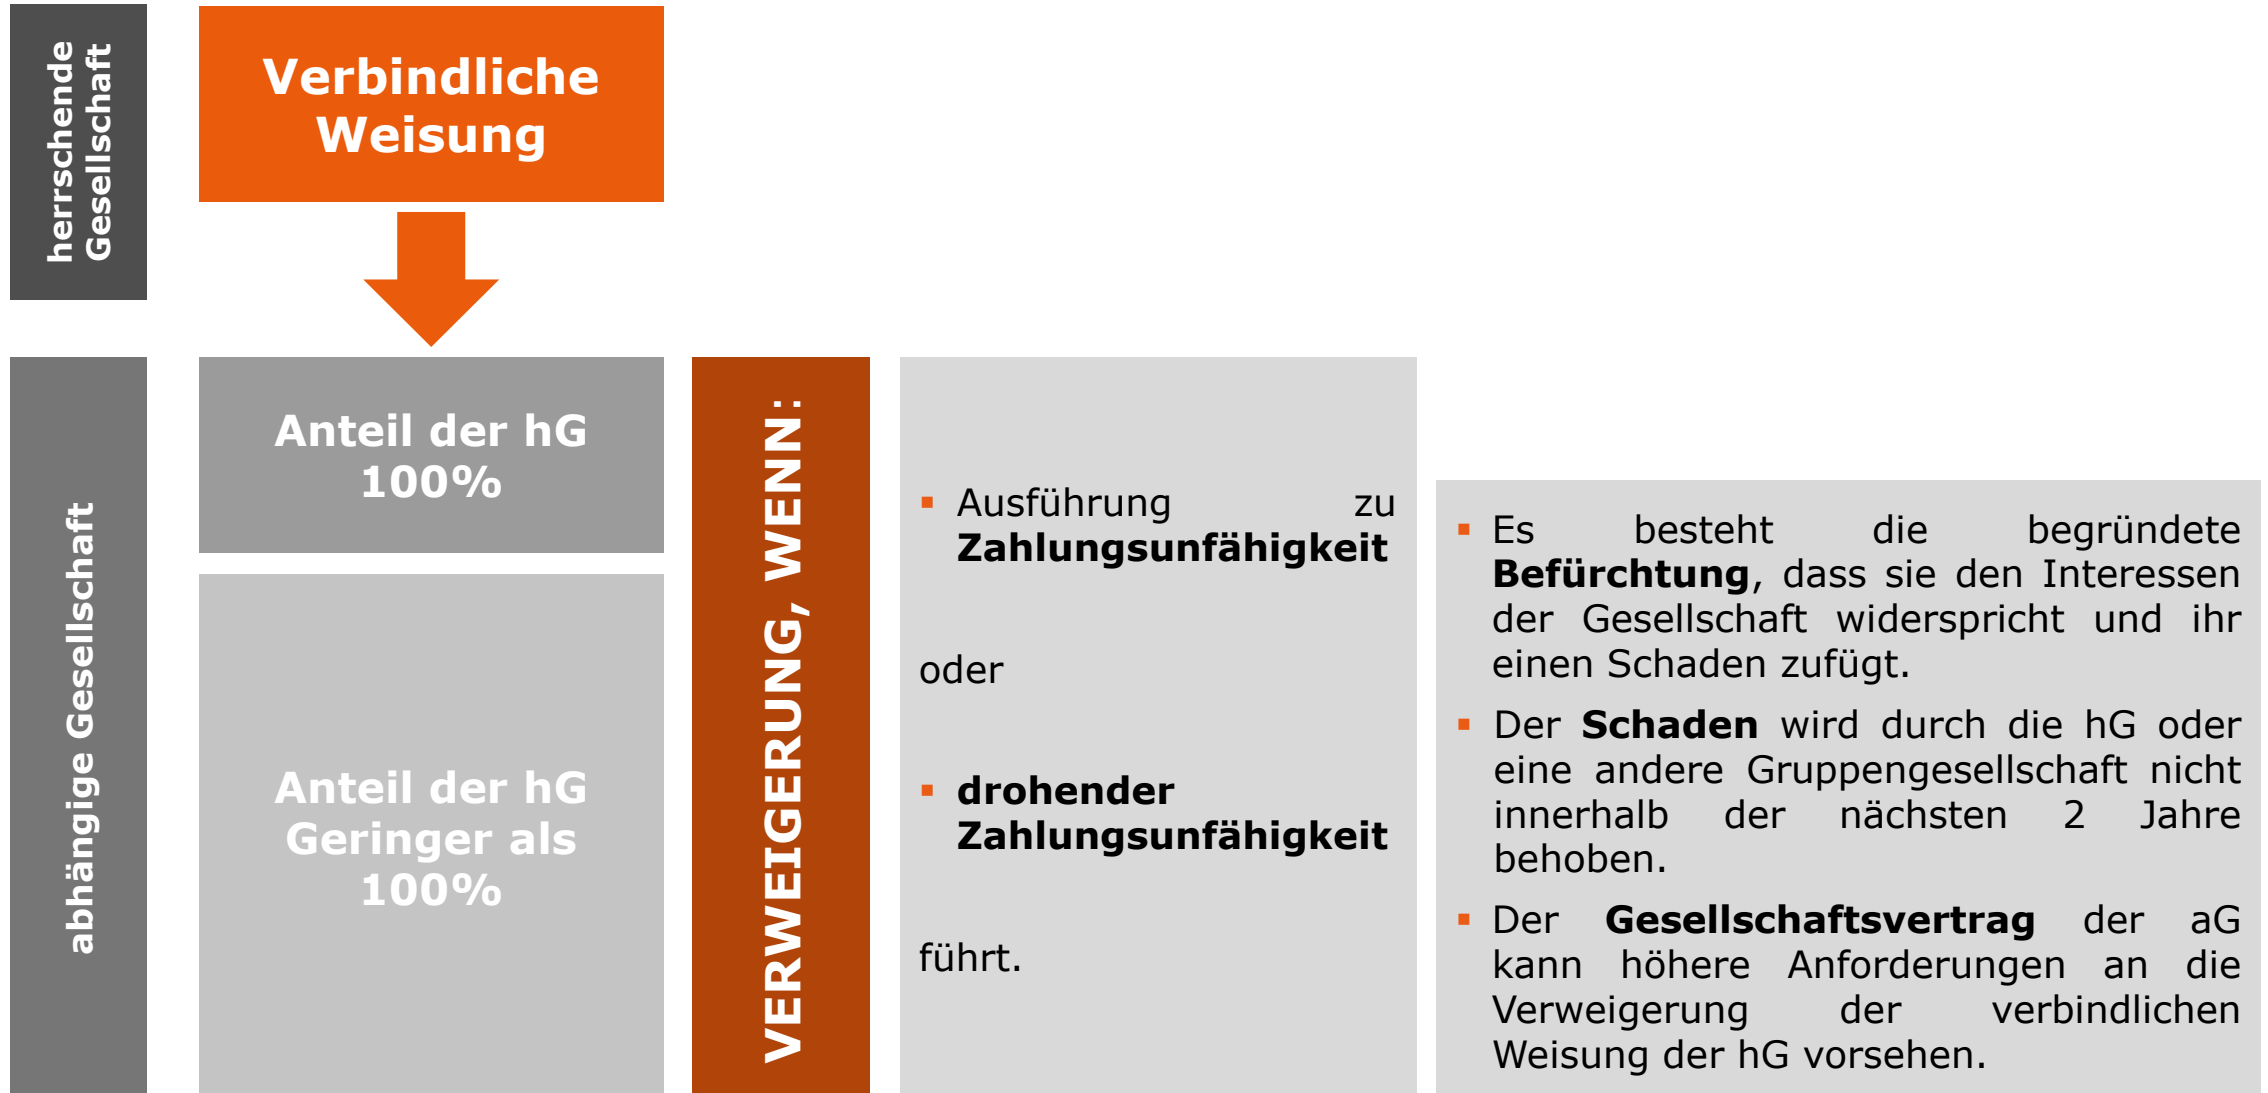 herrschende
Gesellschaft
Verbindliche
Weisung
abhängige Gesellschaft
Anteil der hG
100%
Anteil der hG
Geringer als
100%
VERWEIGERUNG, WENN:
▪ Ausführung zu
Zahlungsunfähigkeit
oder
▪ drohender
Zahlungsunfähigkeit
führt.
▪ Es besteht die begründete
Befürchtung, dass sie den Interessen
der Gesellschaft widerspricht und ihr
einen Schaden zufügt.
▪ Der Schaden wird durch die hG oder
eine andere Gruppengesellschaft nicht
innerhalb der nächsten 2 Jahre
behoben.
▪ Der Gesellschaftsvertrag der aG
kann höhere Anforderungen an die
Verweigerung der verbindlichen
Weisung der hG vorsehen.